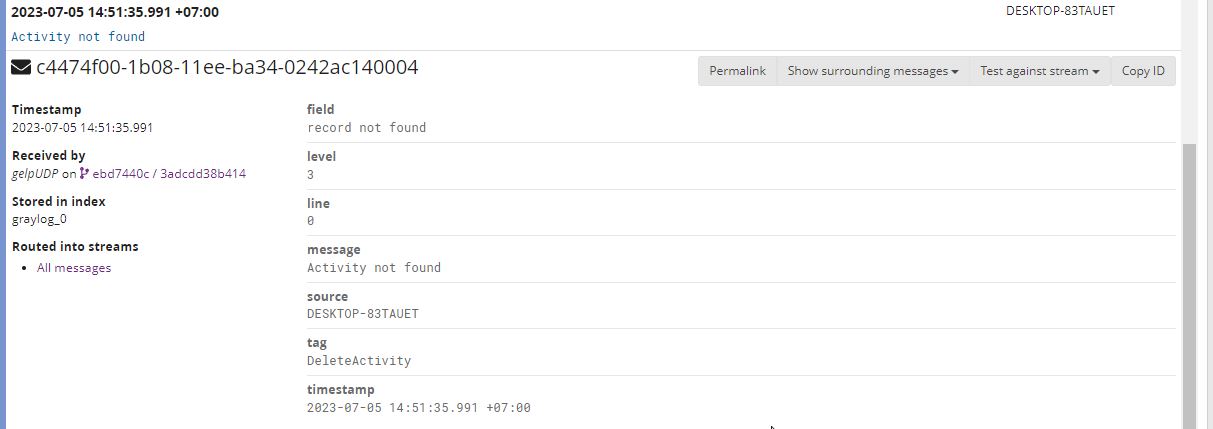 2023-07-05 14:51:35.991 +07:00 DESKTOP-83TAUET
Activity not found
c4474f00-1b08-11ee-ba34-0242ac140004
Permalink Show surrounding messages Test against stream Copy ID
Timestamp
2023-07-05 14:51:35.991
Received by
gelpUDP on ebd7440c / 3adcdd38b414
Stored in index
graylog_0
Routed into streams
All messages
field
record not found
level
3
line
0
message
Activity not found
source
DESKTOP-83TAUET
tag
DeleteActivity
timestamp
2023-07-05 14:51:35.991 +07:00